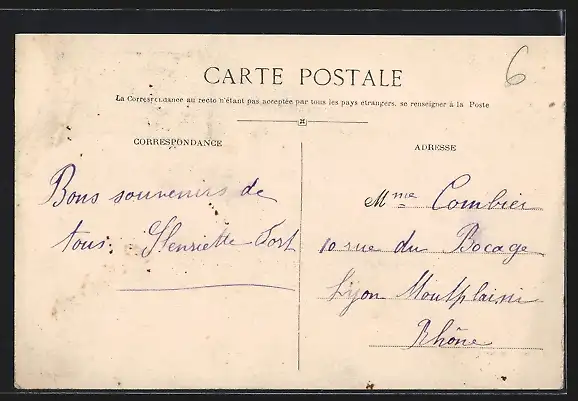 6
CARTE POSTALE
La Correspondance au recto n'étant pas acceptée par tous les pays étrangers, se renseigner à la Poste
CORRESPONDANCE
Bons souvenirs de
tous. Henriette Fort
ADRESSE
Mme Combier
10 rue du Bocage
Lyon Montplaisir
Rhône